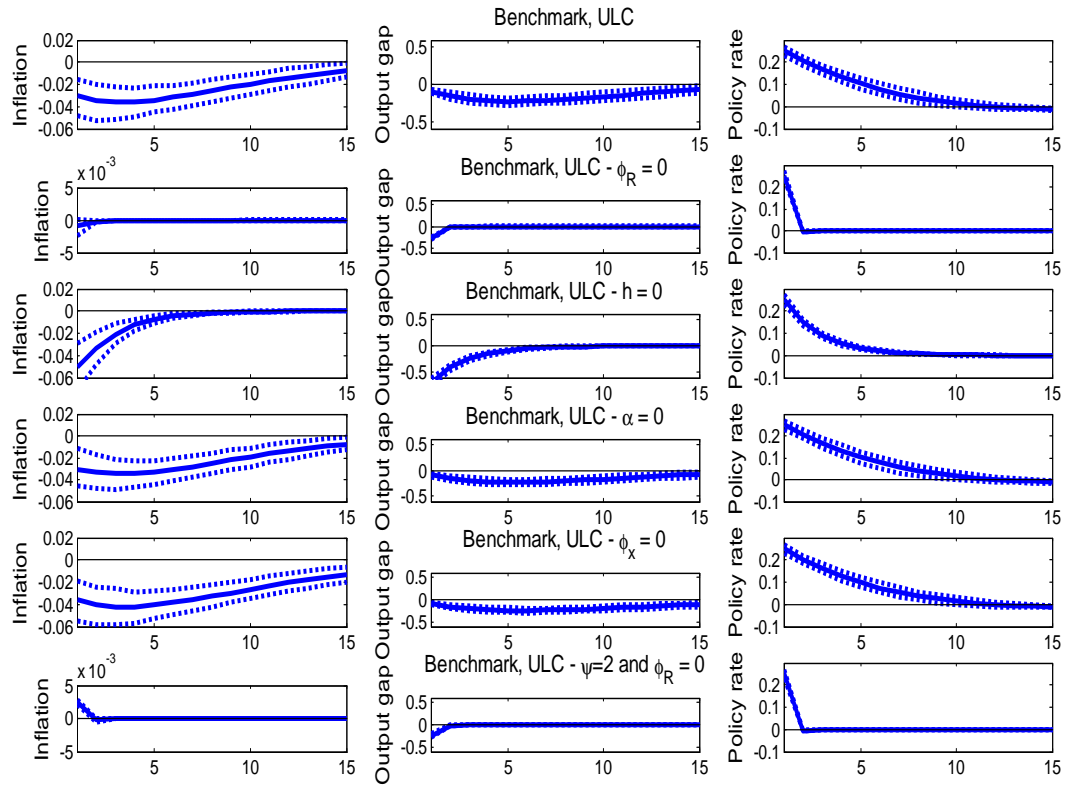 Benchmark, ULC
Inflation
0.02
0
-0.02
-0.04
-0.06
5 10 15
Output gap
0.5
0
-0.5
5 10 15
Policy rate
0.2
0.1
0
-0.1
5 10 15
Benchmark, ULC - ϕ_R = 0
Inflation
x 10^-3
5
0
-5
5 10 15
Output gap
0.5
0
-0.5
5 10 15
Policy rate
0.2
0.1
0
-0.1
5 10 15
Benchmark, ULC - h = 0
Inflation
0.02
0
-0.02
-0.04
-0.06
5 10 15
Output gap
0.5
0
-0.5
5 10 15
Policy rate
0.2
0.1
0
-0.1
5 10 15
Benchmark, ULC - α = 0
Inflation
0.02
0
-0.02
-0.04
-0.06
5 10 15
Output gap
0.5
0
-0.5
5 10 15
Policy rate
0.2
0.1
0
-0.1
5 10 15
Benchmark, ULC - ϕ_x = 0
Inflation
0.02
0
-0.02
-0.04
-0.06
5 10 15
Output gap
0.5
0
-0.5
5 10 15
Policy rate
0.2
0.1
0
-0.1
5 10 15
Benchmark, ULC - ψ=2 and ϕ_R = 0
Inflation
x 10^-3
5
0
-5
5 10 15
Output gap
0.5
0
-0.5
5 10 15
Policy rate
0.2
0.1
0
-0.1
5 10 15